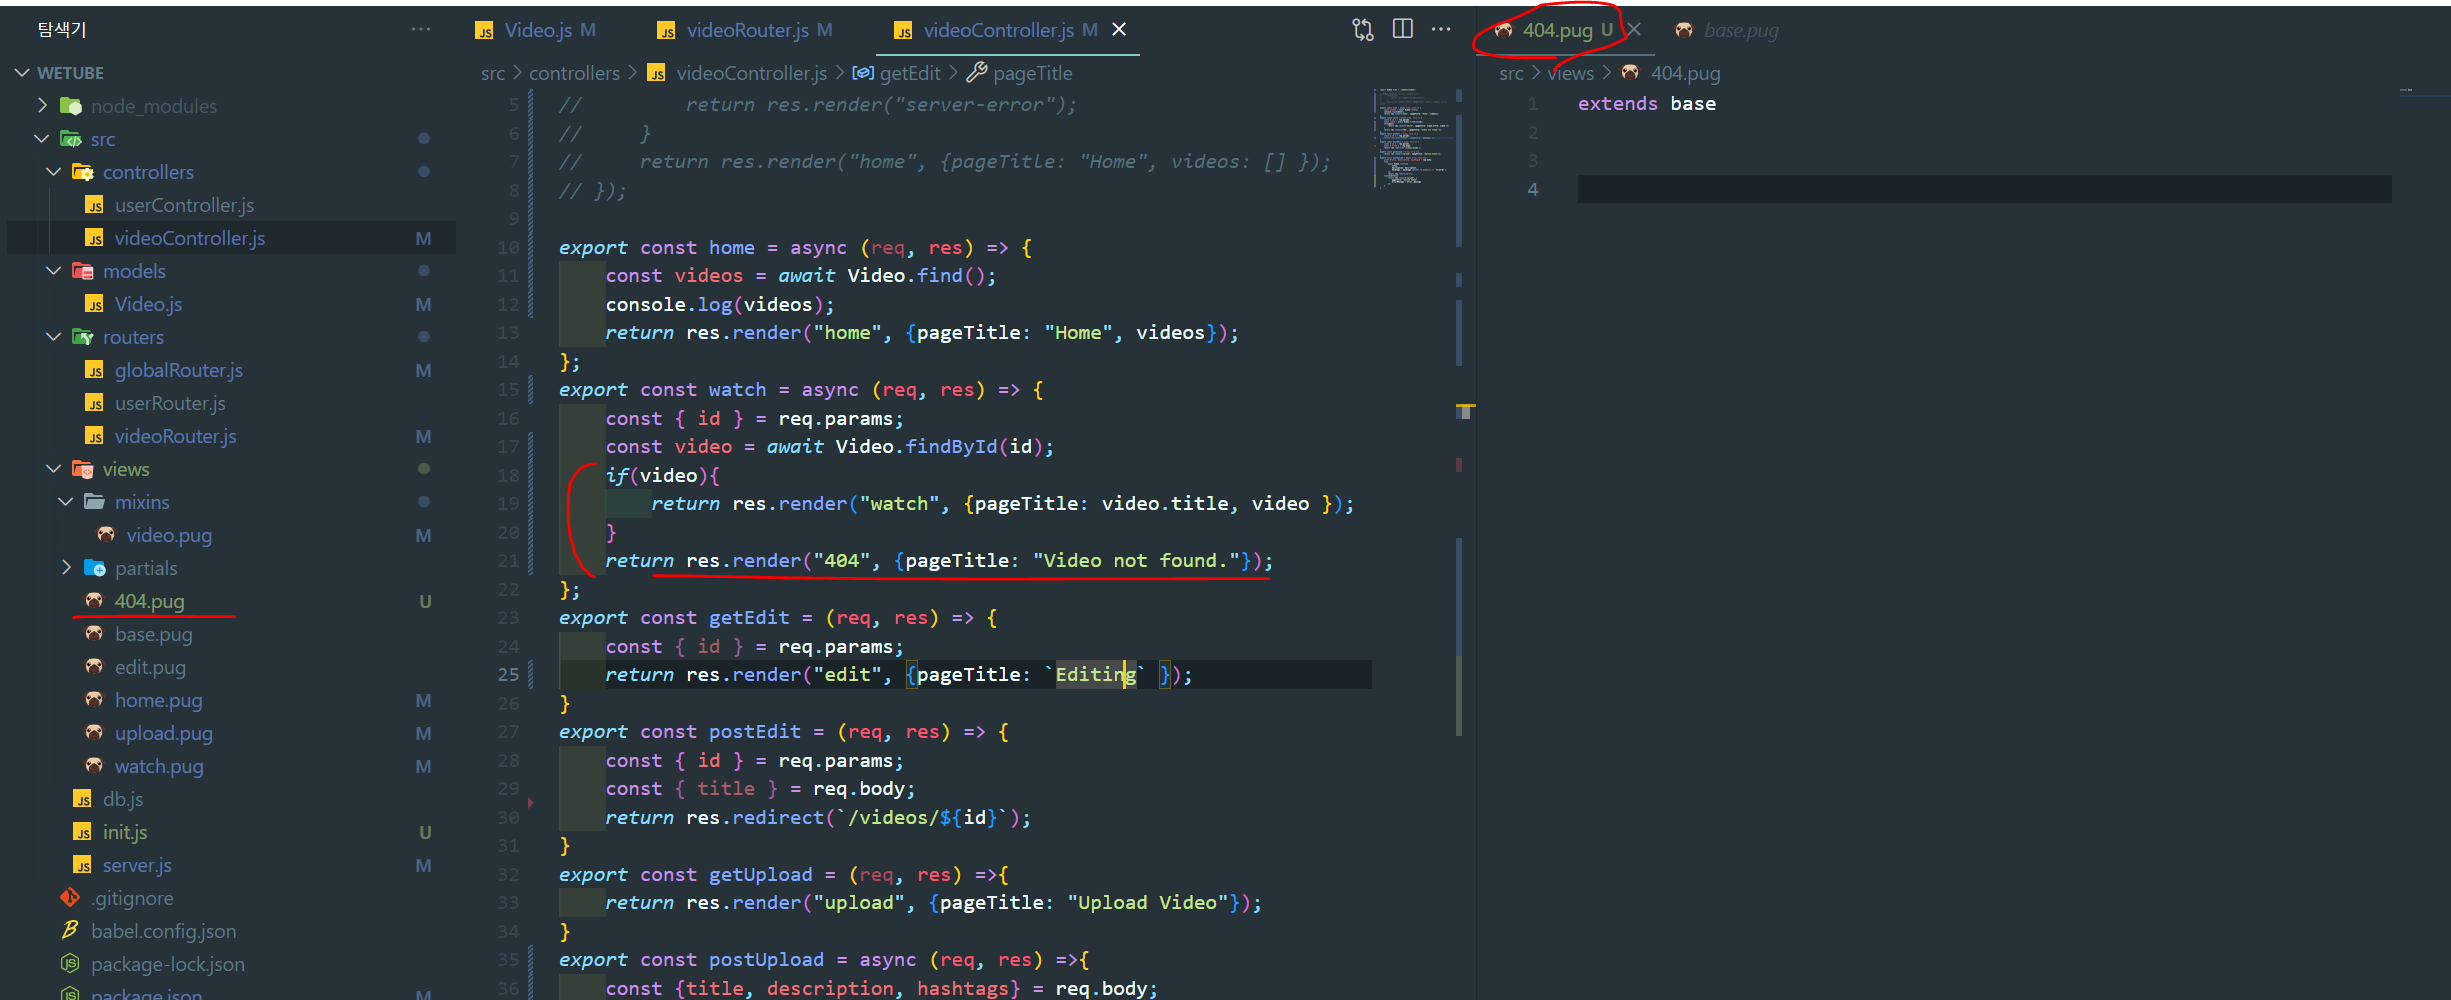 탐색기
WETUBE
node_modules
src
controllers
userController.js
videoController.js M
models
Video.js M
routers
globalRouter.js M
userRouter.js
videoRouter.js M
views
mixins
video.pug M
partials
404.pug U
base.pug
edit.pug
home.pug M
upload.pug M
watch.pug M
db.js
init.js U
server.js M
.gitignore
babel.config.json
package-lock.json
package.json M
Video.js M videoRouter.js M videoController.js M
src > controllers > videoController.js > getEdit > pageTitle
5 // return res.render("server-error");
6 // }
7 // return res.render("home", {pageTitle: "Home", videos: [] });
8 // });
9
10 export const home = async (req, res) => {
11 const videos = await Video.find();
12 console.log(videos);
13 return res.render("home", {pageTitle: "Home", videos});
14 };
15 export const watch = async (req, res) => {
16 const { id } = req.params;
17 const video = await Video.findById(id);
18 if(video){
19 return res.render("watch", {pageTitle: video.title, video });
20 }
21 return res.render("404", {pageTitle: "Video not found."});
22 };
23 export const getEdit = (req, res) => {
24 const { id } = req.params;
25 return res.render("edit", {pageTitle: `Editing` });
26 }
27 export const postEdit = (req, res) => {
28 const { id } = req.params;
29 const { title } = req.body;
30 return res.redirect(`/videos/${id}`);
31 }
32 export const getUpload = (req, res) =>{
33 return res.render("upload", {pageTitle: "Upload Video"});
34 }
35 export const postUpload = async (req, res) =>{
36 const {title, description, hashtags} = req.body;
404.pug U base.pug
src > views > 404.pug
1 extends base
2
3
4